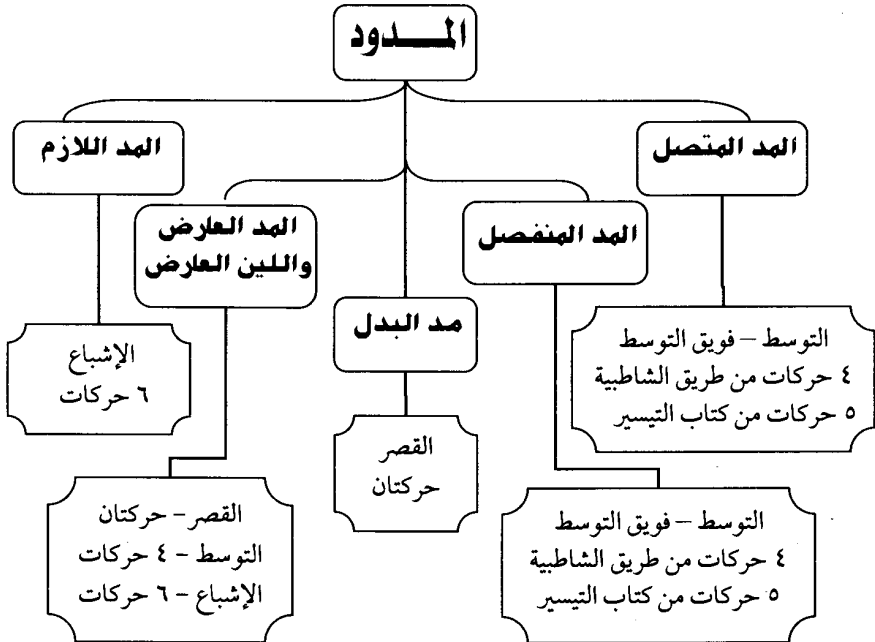 المــدود
المد المتصل
المد المنفصل
مد البدل
المد العارض
واللين العارض
المد اللازم
التوسط – فويق التوسط
٤ حركات من طريق الشاطبية
٥ حركات من كتاب التيسير
التوسط – فويق التوسط
٤ حركات من طريق الشاطبية
٥ حركات من كتاب التيسير
القصر
حركتان
القصر – حركتان
التوسط – ٤ حركات
الإشباع – ٦ حركات
الإشباع
٦ حركات